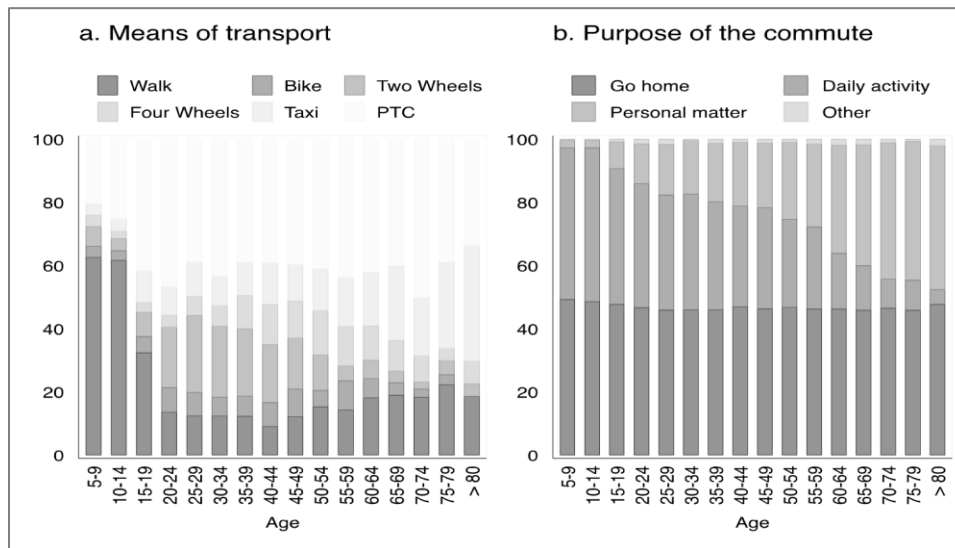 a. Means of transport
Walk Bike Two Wheels
Four Wheels Taxi PTC
100
80
60
40
20
0
5-9 10-14 15-19 20-24 25-29 30-34 35-39 40-44 45-49 50-54 55-59 60-64 65-69 70-74 75-79 > 80
Age
b. Purpose of the commute
Go home Daily activity
Personal matter Other
100
80
60
40
20
0
5-9 10-14 15-19 20-24 25-29 30-34 35-39 40-44 45-49 50-54 55-59 60-64 65-69 70-74 75-79 > 80
Age